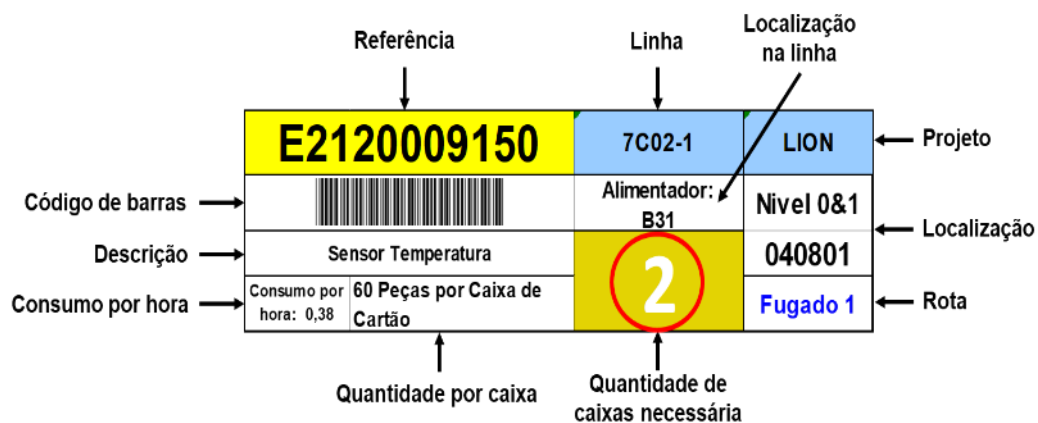 Referência
Linha
Localização
na linha
E2120009150
7C02-1
LION
Projeto
Código de barras
Alimentador:
B31
Nivel 0&1
Localização
Descrição
Sensor Temperatura
2
040801
Consumo por hora
Consumo por
hora: 0,38
60 Peças por Caixa de
Cartão
Fugado 1
Rota
Quantidade por caixa
Quantidade de
caixas necessária